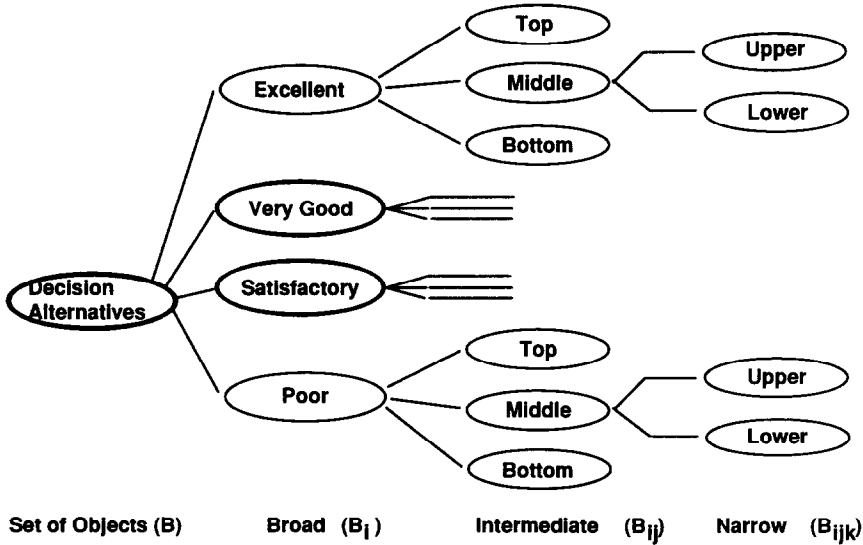 Top
Upper
Excellent
Middle
Lower
Bottom
Very Good
Decision
Alternatives
Satisfactory
Top
Upper
Poor
Middle
Lower
Bottom
Set of Objects (B) Broad (Bi) Intermediate (Bij) Narrow (Bijk)